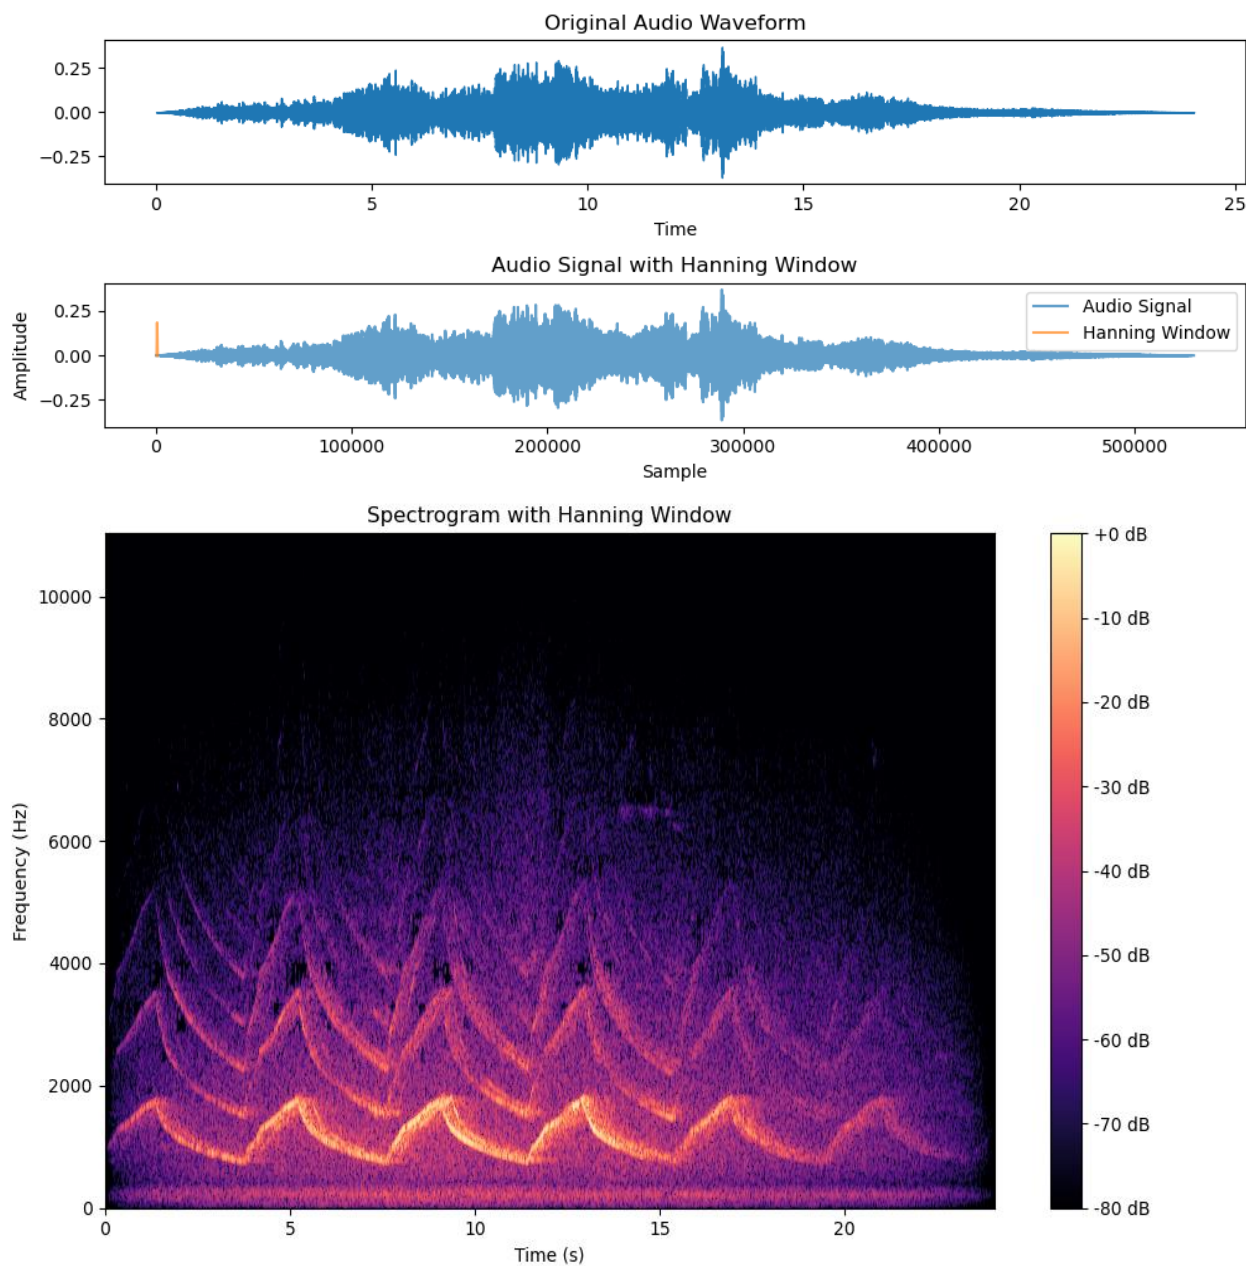 Original Audio Waveform
0.25
0.00
−0.25
0 5 10 15 20 25
Time
Audio Signal with Hanning Window
Amplitude
0.25
0.00
−0.25
Audio Signal
Hanning Window
0 100000 200000 300000 400000 500000
Sample
Spectrogram with Hanning Window
Frequency (Hz)
10000
8000
6000
4000
2000
0
0 5 10 15 20
Time (s)
+0 dB
-10 dB
-20 dB
-30 dB
-40 dB
-50 dB
-60 dB
-70 dB
-80 dB